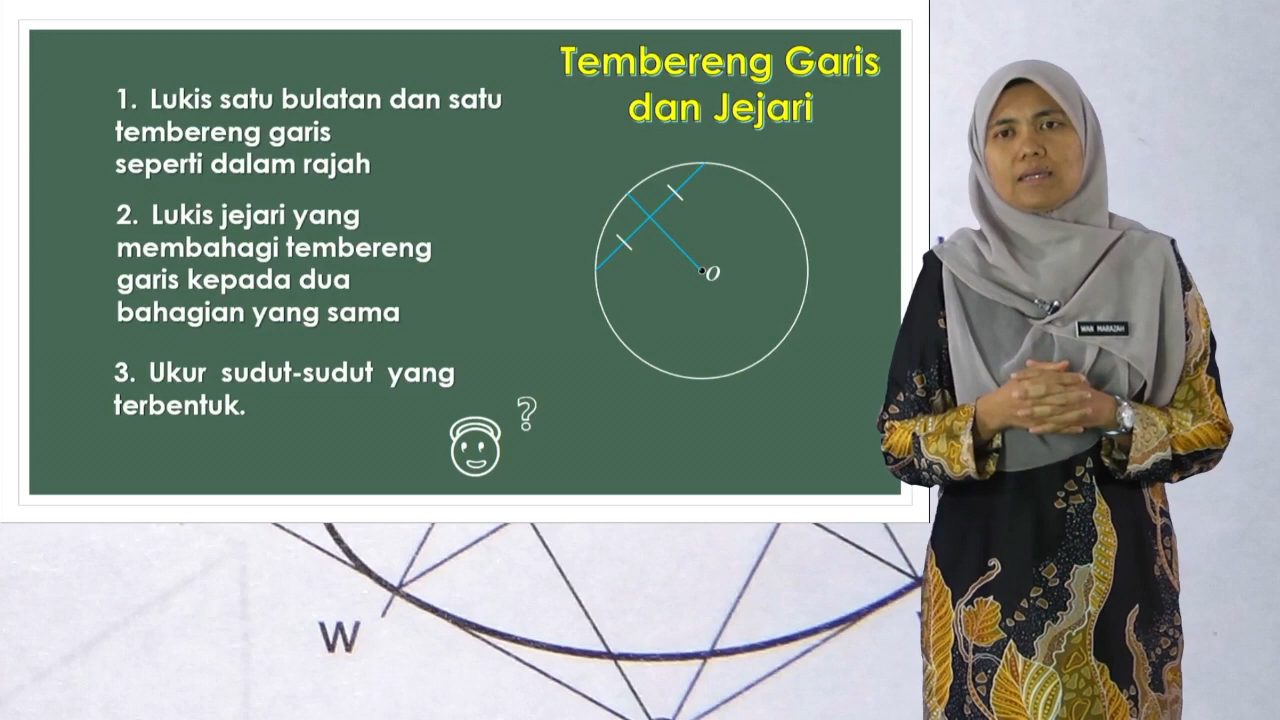 Tembereng Garis
dan Jejari
1. Lukis satu bulatan dan satu
tembereng garis
seperti dalam rajah
2. Lukis jejari yang
membahagi tembereng
garis kepada dua
bahagian yang sama
3. Ukur sudut-sudut yang
terbentuk.
?
O
WAN MARAZAH
W